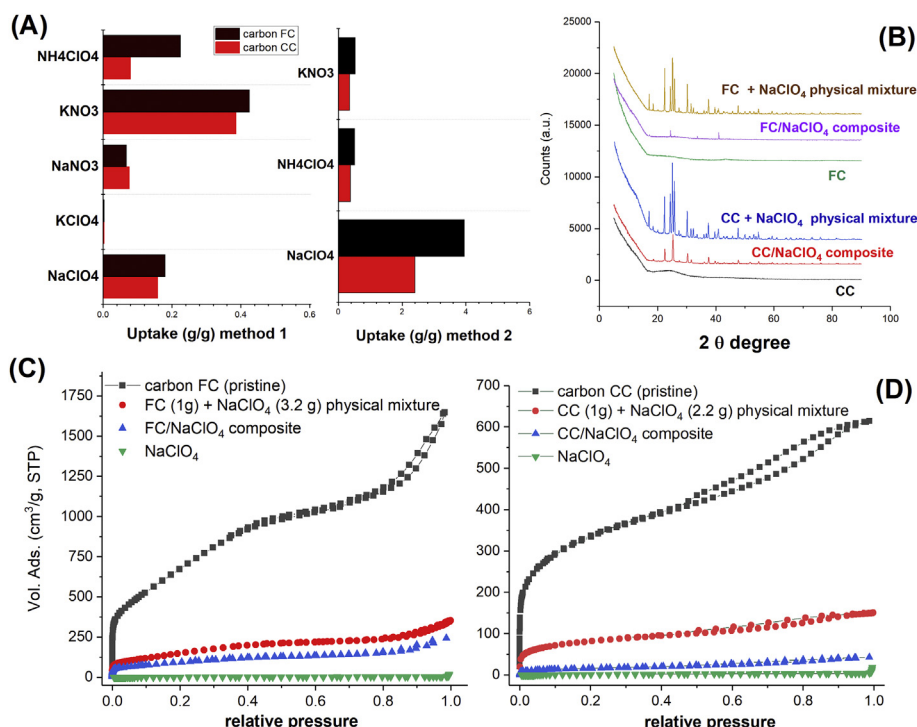 (A)
carbon FC
carbon CC
NH4ClO4
KNO3
NaNO3
KClO4
NaClO4
0.0 0.2 0.4 0.6
Uptake (g/g) method 1
KNO3
NH4ClO4
NaClO4
0 2 4 6
Uptake (g/g) method 2
(B)
25000
20000
15000
10000
5000
0
Counts (a.u.)
FC + NaClO₄ physical mixture
FC/NaClO₄ composite
FC
CC + NaClO₄ physical mixture
CC/NaClO₄ composite
CC
0 20 40 60 80 100
2 θ degree
(C)
carbon FC (pristine)
FC (1g) + NaClO₄ (3.2 g) physical mixture
FC/NaClO₄ composite
NaClO₄
1750
1500
1250
1000
750
500
250
0
Vol. Ads. (cm³/g, STP)
0.0 0.2 0.4 0.6 0.8 1.0
relative pressure
(D)
carbon CC (pristine)
CC (1g) + NaClO₄ (2.2 g) physical mixture
CC/NaClO₄ composite
NaClO₄
700
600
500
400
300
200
100
0
0.0 0.2 0.4 0.6 0.8 1.0
relative pressure